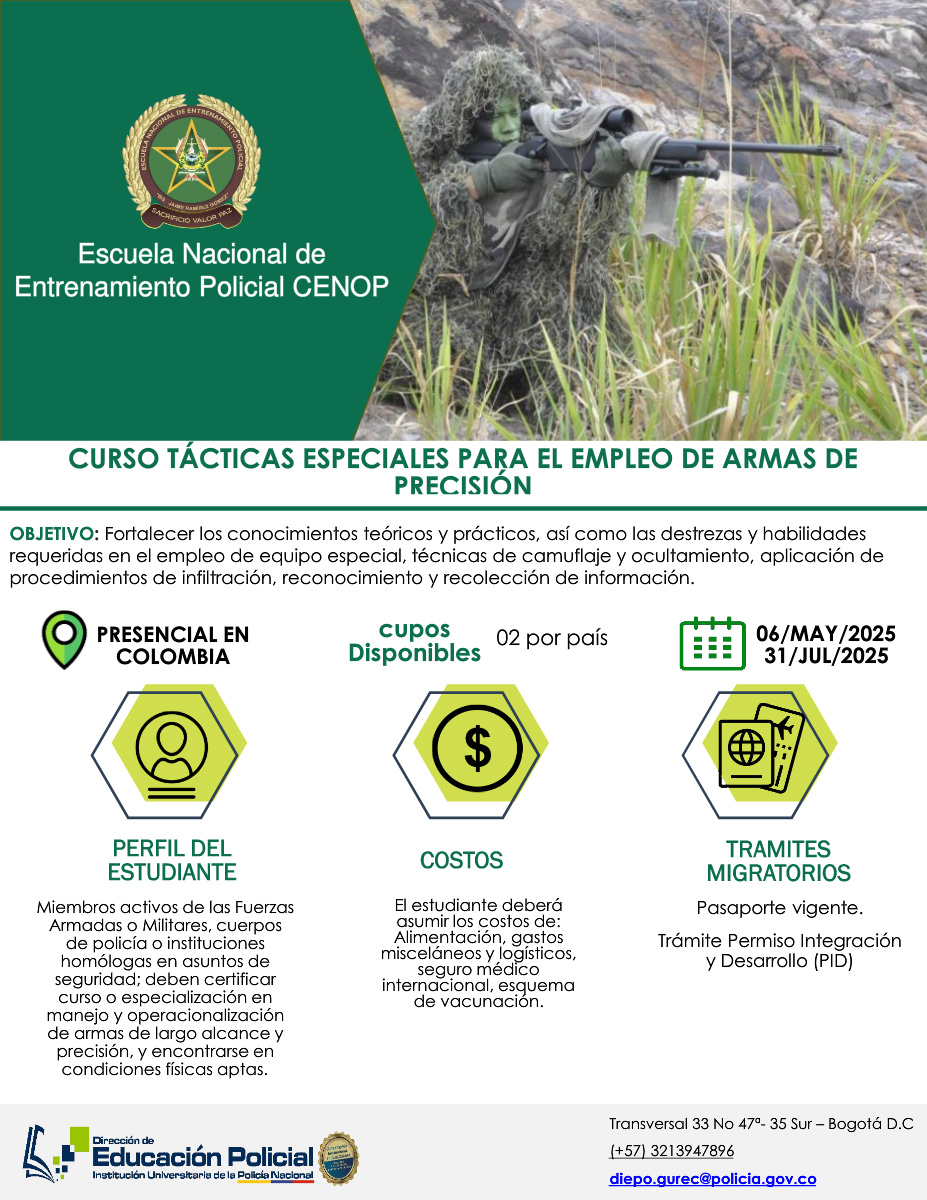 ESCUELA NACIONAL DE ENTRENAMIENTO POLICIAL
SACRIFICIO VALOR PAZ
Escuela Nacional de
Entrenamiento Policial CENOP
CURSO TÁCTICAS ESPECIALES PARA EL EMPLEO DE ARMAS DE
PRECISIÓN
OBJETIVO: Fortalecer los conocimientos teóricos y prácticos, así como las destrezas y habilidades
requeridas en el empleo de equipo especial, técnicas de camuflaje y ocultamiento, aplicación de
procedimientos de infiltración, reconocimiento y recolección de información.
PRESENCIAL EN
COLOMBIA
cupos
Disponibles
02 por país
06/MAY/2025
31/JUL/2025
$
PERFIL DEL
ESTUDIANTE
Miembros activos de las Fuerzas
Armadas o Militares, cuerpos
de policía o instituciones
homólogas en asuntos de
seguridad; deben certificar
curso o especialización en
manejo y operacionalización
de armas de largo alcance y
precisión, y encontrarse en
condiciones físicas aptas.
COSTOS
El estudiante deberá
asumir los costos de:
Alimentación, gastos
misceláneos y logísticos,
seguro médico
internacional, esquema
de vacunación.
TRAMITES
MIGRATORIOS
Pasaporte vigente.
Trámite Permiso Integración
y Desarrollo (PID)
Dirección de
Educación Policial
Institución Universitaria de la Policía Nacional
Transversal 33 No 47ª- 35 Sur – Bogotá D.C
(+57) 3213947896
diepo.gurec@policia.gov.co